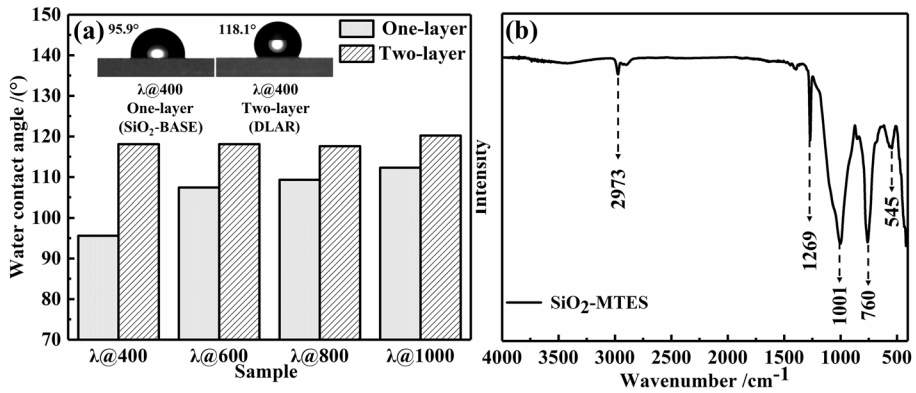 (a)
95.9°
118.1°
One-layer
Two-layer
λ@400
One-layer
(SiO2-BASE)
λ@400
Two-layer
(DLAR)
150
140
130
120
110
100
90
80
70
Water contact angle /(°)
λ@400
λ@600
λ@800
λ@1000
Sample
(b)
Intensity
2973
1269
1001
760
545
SiO2-MTES
4000
3500
3000
2500
2000
1500
1000
500
Wavenumber /cm-1